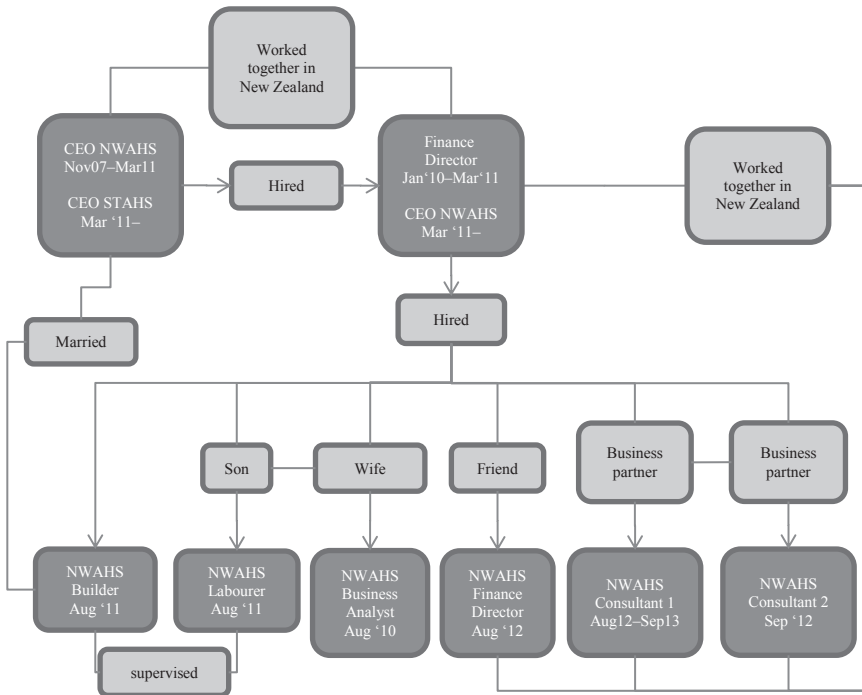 Worked
together in
New Zealand
CEO NWAHS
Nov07–Mar11
CEO STAHS
Mar ‘11–
Hired
Finance
Director
Jan‘10–Mar‘11
CEO NWAHS
Mar ‘11–
Worked
together in
New Zealand
Married
Hired
Son
Wife
Friend
Business
partner
Business
partner
NWAHS
Builder
Aug ‘11
NWAHS
Labourer
Aug ‘11
NWAHS
Business
Analyst
Aug ‘10
NWAHS
Finance
Director
Aug ‘12
NWAHS
Consultant 1
Aug12–Sep13
NWAHS
Consultant 2
Sep ‘12
supervised